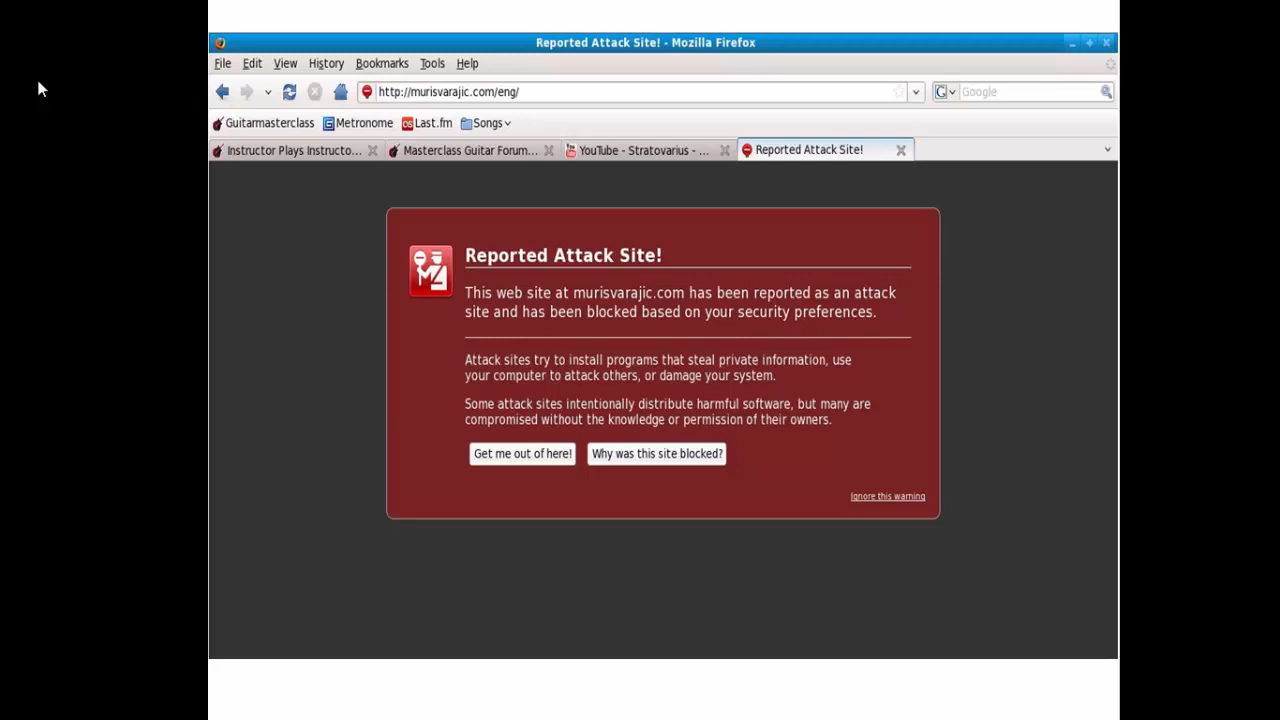 Reported Attack Site! - Mozilla Firefox
File Edit View History Bookmarks Tools Help
http://murisvarajic.com/eng/ G Google
Guitarmasterclass Metronome Last.fm Songs
Instructor Plays Instructo... Masterclass Guitar Forum... YouTube - Stratovarius - ... Reported Attack Site!
Reported Attack Site!
This web site at murisvarajic.com has been reported as an attack
site and has been blocked based on your security preferences.
Attack sites try to install programs that steal private information, use
your computer to attack others, or damage your system.
Some attack sites intentionally distribute harmful software, but many are
compromised without the knowledge or permission of their owners.
Get me out of here! Why was this site blocked?
Ignore this warning